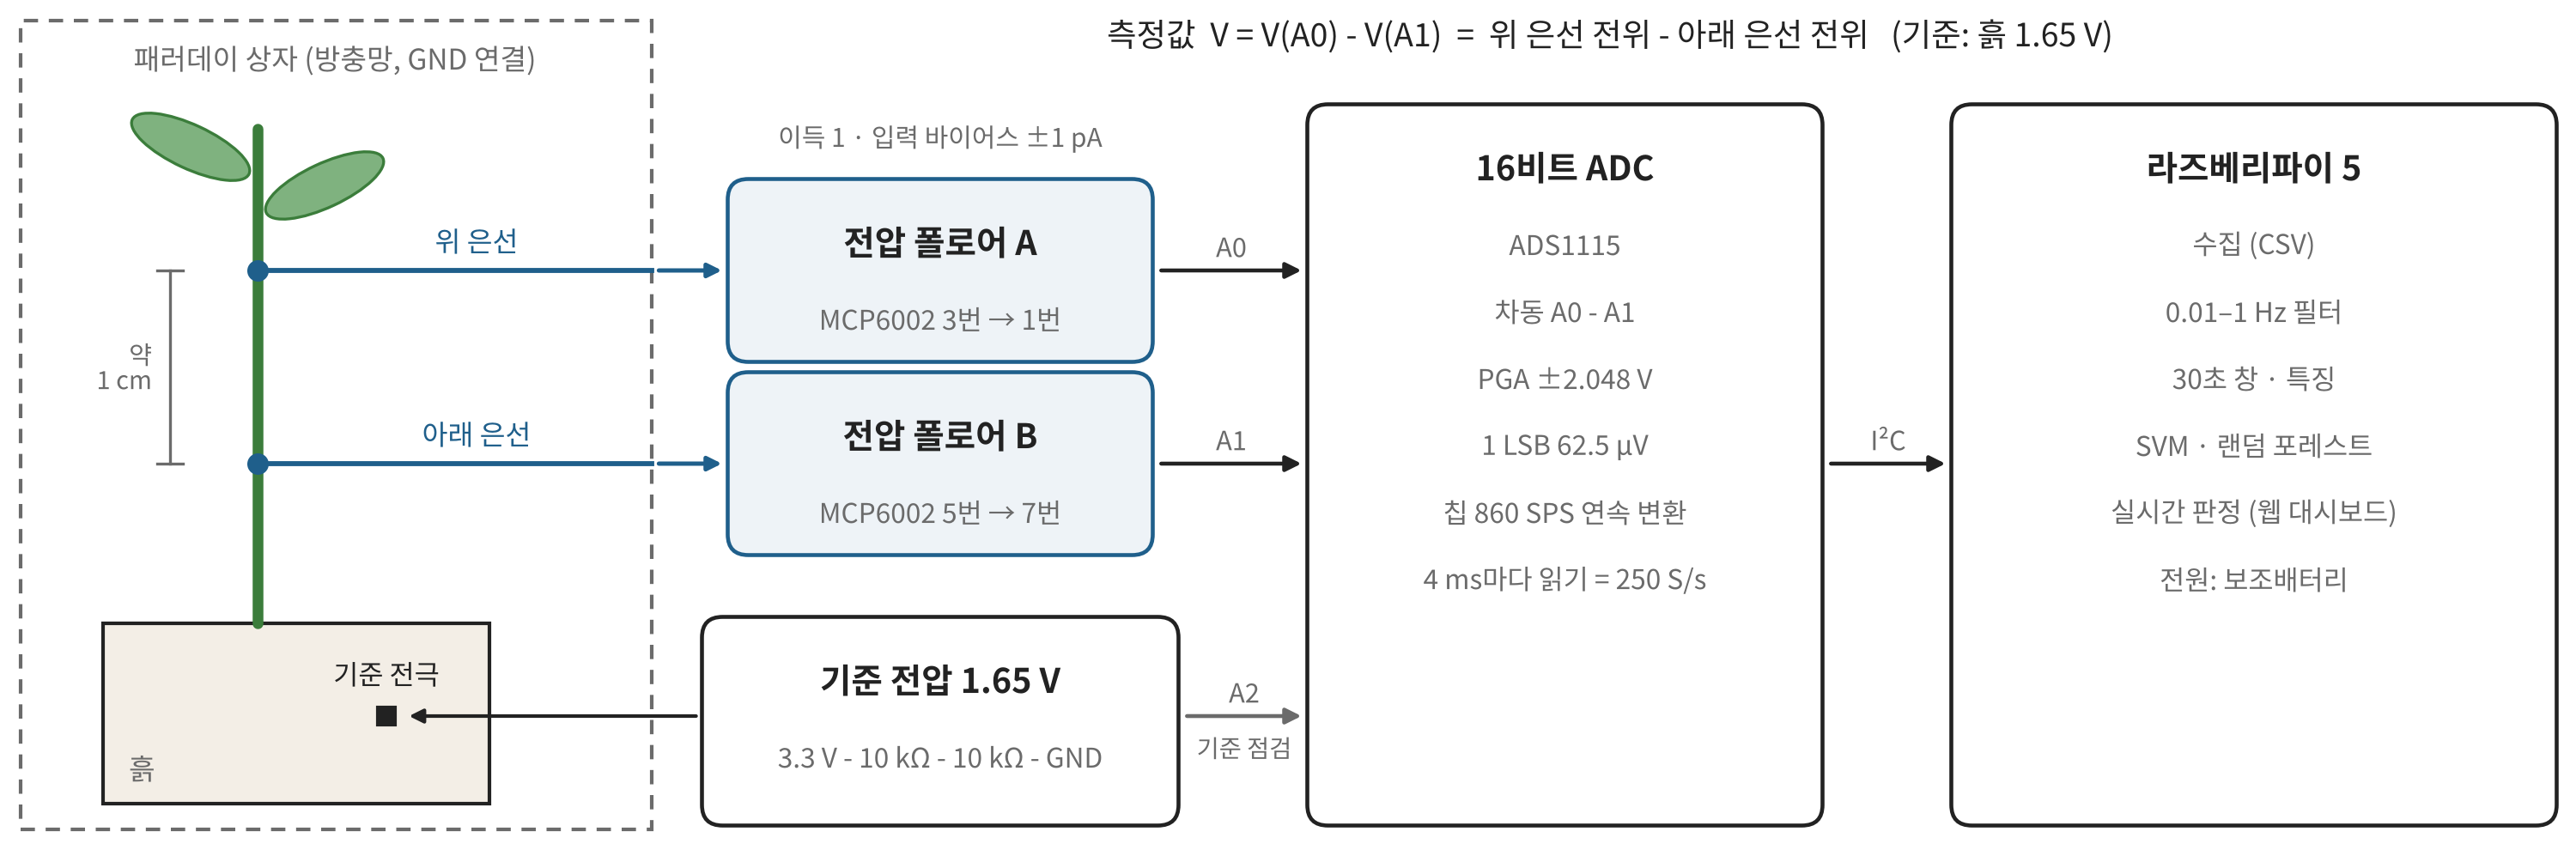 측정값 V = V(A0) - V(A1) = 위 은선 전위 - 아래 은선 전위 (기준: 흙 1.65 V)
패러데이 상자 (방충망, GND 연결)
위 은선
약
1 cm
아래 은선
기준 전극
흙
이득 1 · 입력 바이어스 ±1 pA
전압 폴로어 A
MCP6002 3번 → 1번
전압 폴로어 B
MCP6002 5번 → 7번
기준 전압 1.65 V
3.3 V - 10 kΩ - 10 kΩ - GND
A0
A1
A2
기준 점검
16비트 ADC
ADS1115
차동 A0 - A1
PGA ±2.048 V
1 LSB 62.5 µV
칩 860 SPS 연속 변환
4 ms마다 읽기 = 250 S/s
I²C
라즈베리파이 5
수집 (CSV)
0.01–1 Hz 필터
30초 창 · 특징
SVM · 랜덤 포레스트
실시간 판정 (웹 대시보드)
전원: 보조배터리